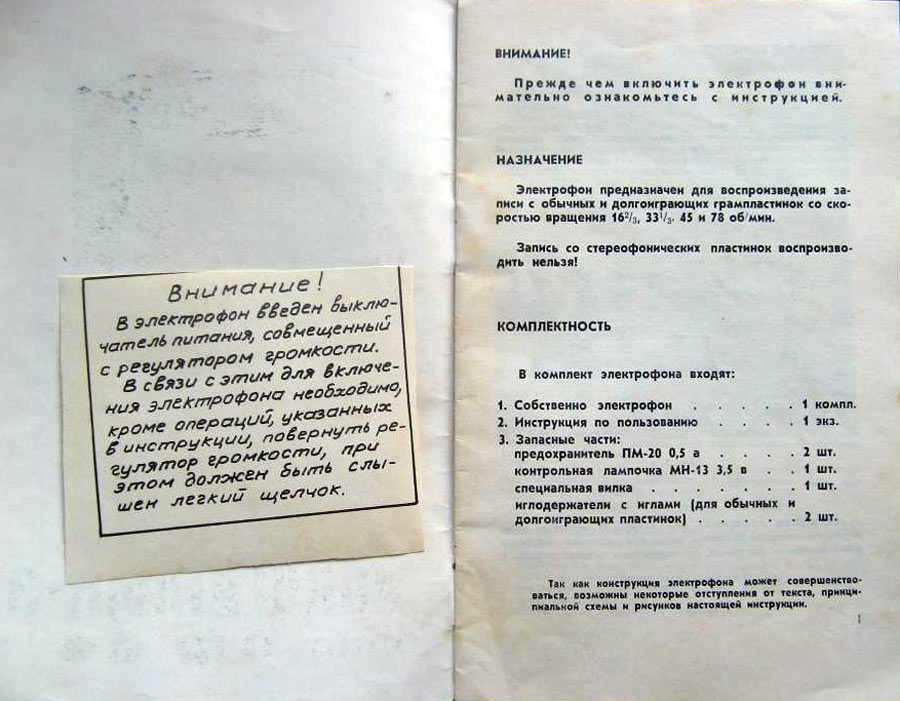 Внимание!
В электрофон введен выклю-
чатель питания, совмещенный
с регулятором громкости.
В связи с этим для включе-
ния электрофона необходимо,
кроме операций, указанных
в инструкции, повернуть ре-
гулятор громкости, при
этом должен быть слы-
шен легкий щелчок.
ВНИМАНИЕ!
Прежде чем включить электрофон вни-
мательно ознакомьтесь с инструкцией.
НАЗНАЧЕНИЕ
Электрофон предназначен для воспроизведения за-
писи с обычных и долгоиграющих грампластинок со ско-
ростью вращения 16²/₃, 33¹/₃. 45 и 78 об/мин.
Запись со стереофонических пластинок воспроизво-
дить нельзя!
КОМПЛЕКТНОСТЬ
В комплект электрофона входят:
1. Собственно электрофон . . . . . 1 компл.
2. Инструкция по пользованию . . . . . 1 экз.
3. Запасные части:
предохранитель ПМ-20 0,5 а . . . . 2 шт.
контрольная лампочка МН-13 3,5 в . . 1 шт.
специальная вилка . . . . . . . 1 шт.
иглодержатели с иглами (для обычных и
долгоиграющих пластинок) . . . . . 2 шт.
Так как конструкция электрофона может совершенство-
ваться, возможны некоторые отступления от текста, принци-
пиальной схемы и рисунков настоящей инструкции.
1